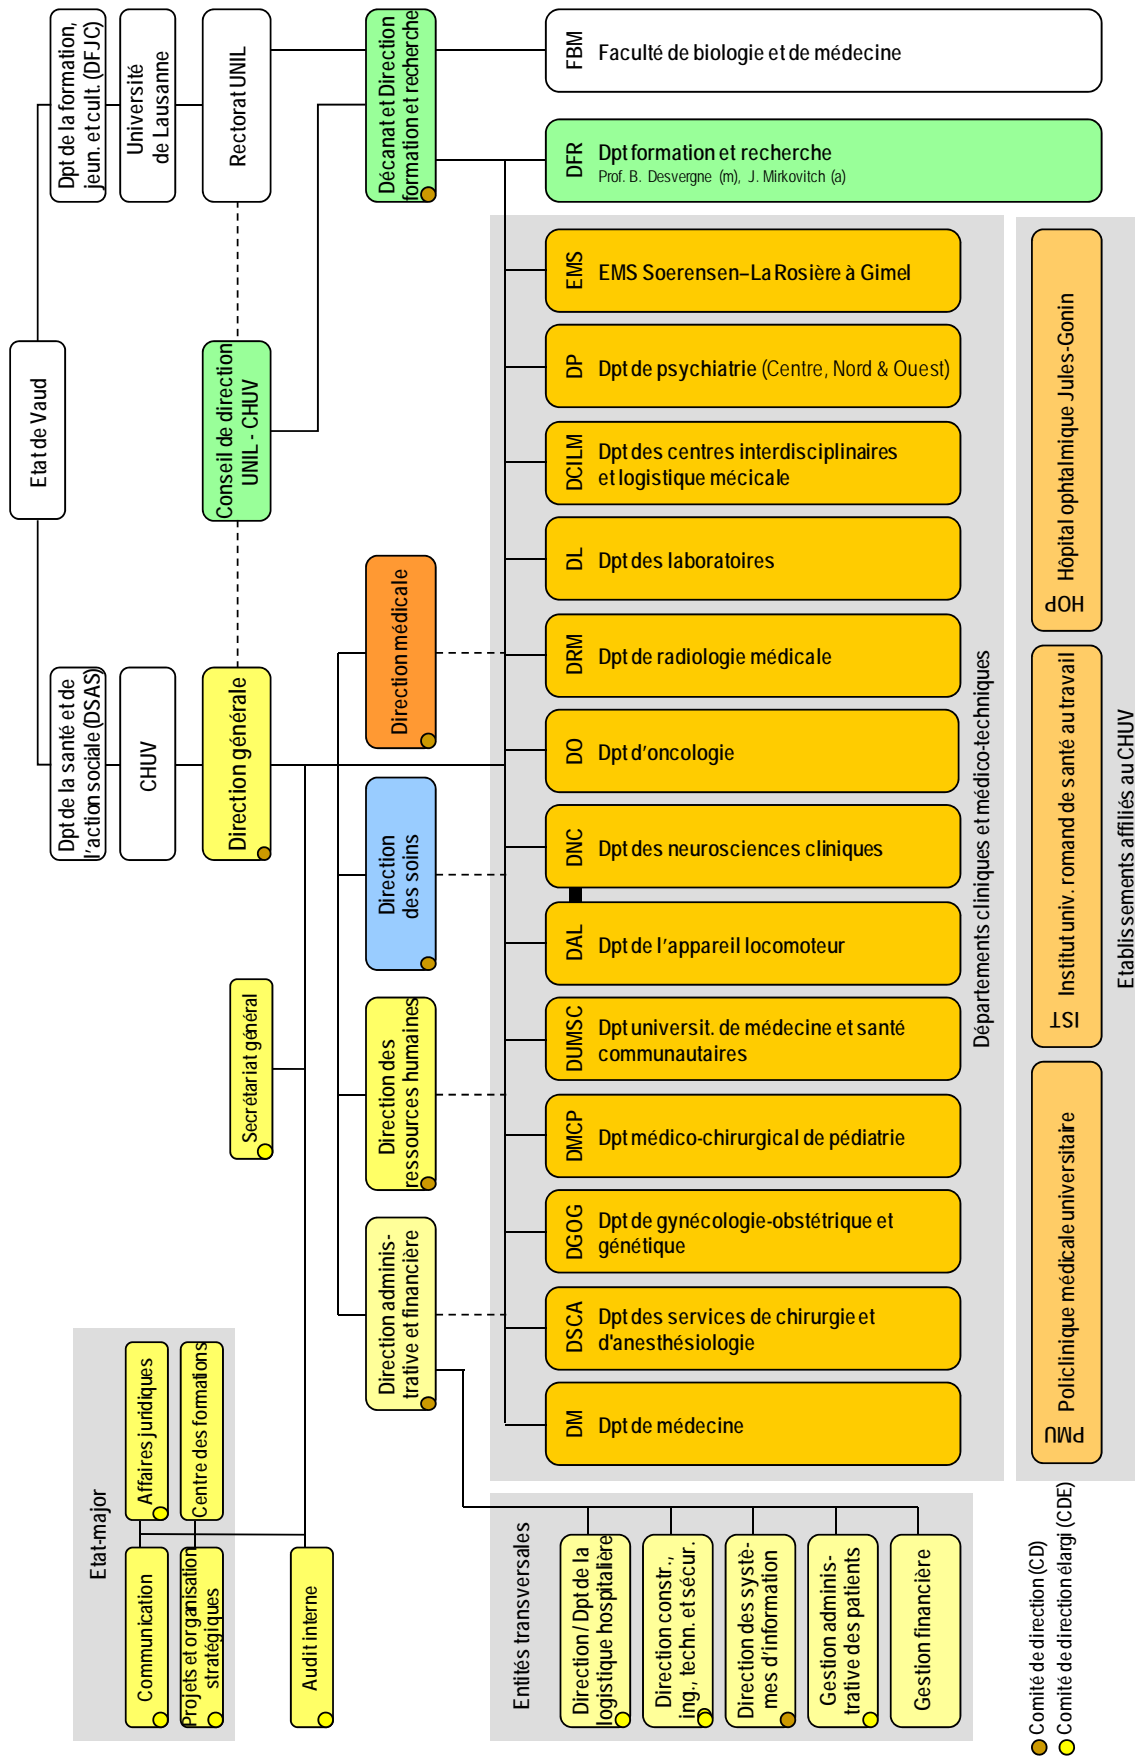 Etat de Vaud
Dpt de la santé et de
l'action sociale (DSAS)
CHUV
Direction générale
Conseil de direction
UNIL - CHUV
Dpt de la formation,
jeun. et cult. (DFJC)
Université
de Lausanne
Rectorat UNIL
Secrétariat général
Etat-major
Communication
Affaires juridiques
Projets et organisation
stratégiques
Centre des formations
Audit interne
Direction adminis-
trative et financière
Direction des
ressources humaines
Direction
des soins
Direction médicale
Décanat et Direction
formation et recherche
Entités transversales
Direction / Dpt de la
logistique hospitalière
Direction constr.,
ing., techn. et sécur.
Direction des systè-
mes d'information
Gestion adminis-
trative des patients
Gestion financière
DM
Dpt de médecine
DSCA
Dpt des services de chirurgie et
d'anesthésiologie
DGOG
Dpt de gynécologie-obstétrique et
génétique
DMCP
Dpt médico-chirurgical de pédiatrie
DUMSC
Dpt universit. de médecine et santé
communautaires
DAL
Dpt de l'appareil locomoteur
DNC
Dpt des neurosciences cliniques
DO
Dpt d'oncologie
DRM
Dpt de radiologie médicale
DL
Dpt des laboratoires
DCILM
Dpt des centres interdisciplinaires
et logistique mécicale
DP
Dpt de psychiatrie (Centre, Nord & Ouest)
EMS
EMS Soerensen–La Rosière à Gimel
DFR
Dpt formation et recherche
Prof. B. Desvergne (m), J. Mirkovitch (a)
FBM
Faculté de biologie et de médecine
Départements cliniques et médico-techniques
PMU
Policlinique médicale universitaire
IST
Institut univ. romand de santé au travail
HOP
Hôpital ophtalmique Jules-Gonin
Etablissements affiliés au CHUV
Comité de direction (CD)
Comité de direction élargi (CDE)